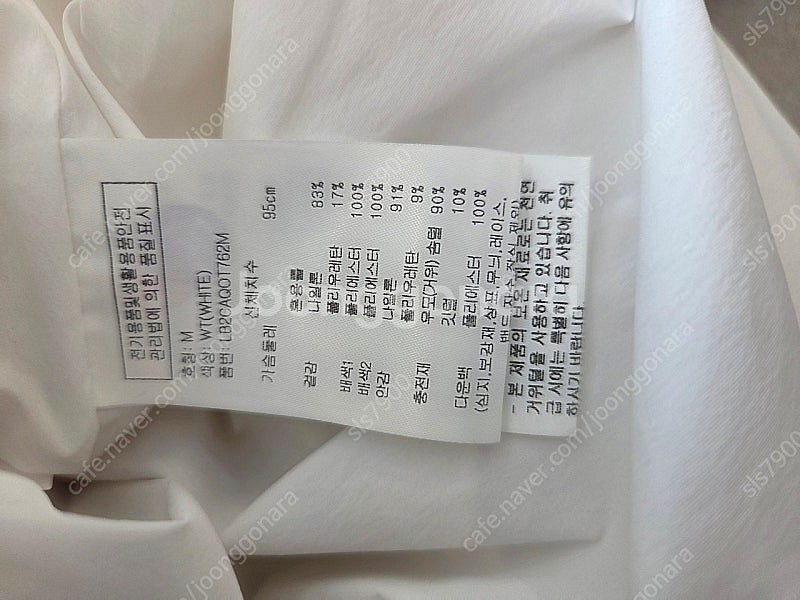 전기용품및생활용품안전
관리법에 의한 품질표시
호칭: M
색상: WT(WHITE)
품번: LB2CAQOT762M
신체치수
가슴둘레 95cm
혼용률
겉감 나일론 83%
폴리우레탄 17%
배색1 폴리에스터 100%
배색2 폴리에스터 100%
안감 나일론 91%
폴리우레탄 9%
충전재 우모(거위) 솜털 90%
깃털 10%
다운백 폴리에스터 100%
(심지,보강재,삼포,무늬,레이스,
밴드,자수,장식 제외)
- 본 제품의 보온 재료로는 천연
거위털을 사용하고 있습니다. 취
급 시에는 특별히 다음 사항에 유의
하시기 바랍니다.
cafe.naver.com/joonggonara
sls7900